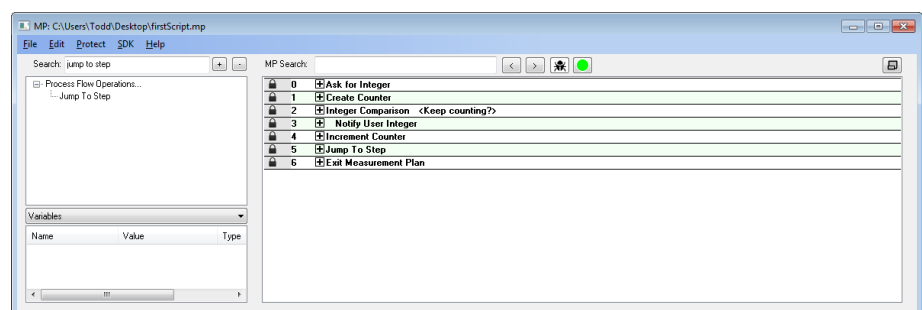 MP: C:\Users\Todd\Desktop\firstScript.mp
File Edit Protect SDK Help
Search: jump to step + -
MP Search: < >
Process Flow Operations...
Jump To Step
0 Ask for Integer
1 Create Counter
2 Integer Comparison <Keep counting?>
3 Notify User Integer
4 Increment Counter
5 Jump To Step
6 Exit Measurement Plan
Variables
Name Value Type